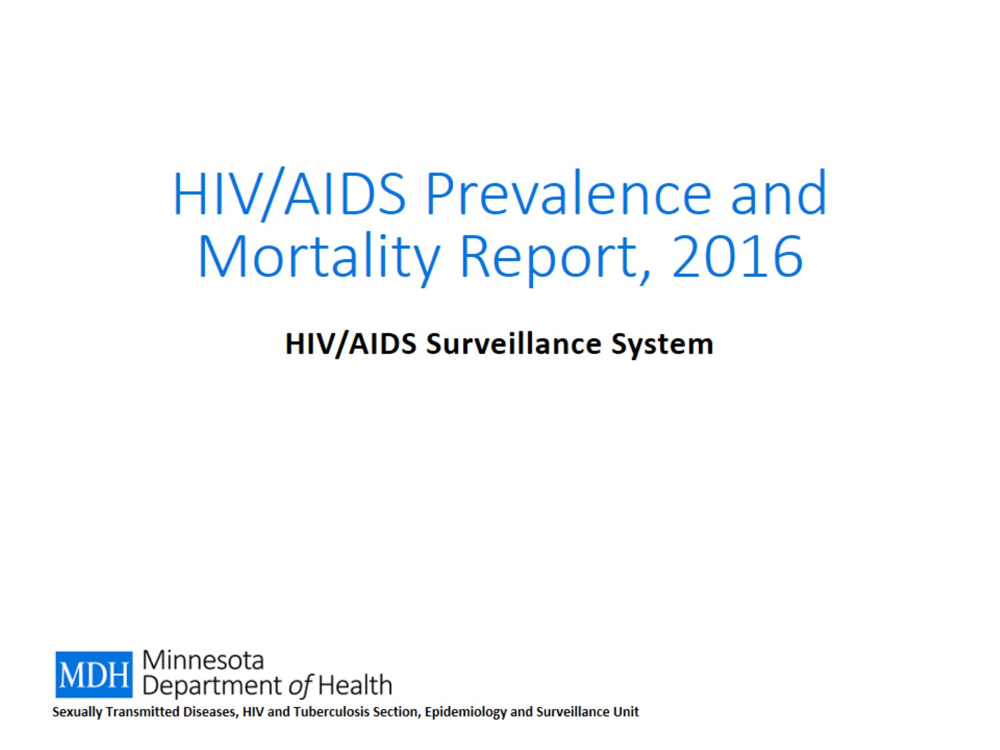 HIV/AIDS Prevalence and
Mortality Report, 2016
HIV/AIDS Surveillance System
MDH
Minnesota
Department of Health
Sexually Transmitted Diseases, HIV and Tuberculosis Section, Epidemiology and Surveillance Unit